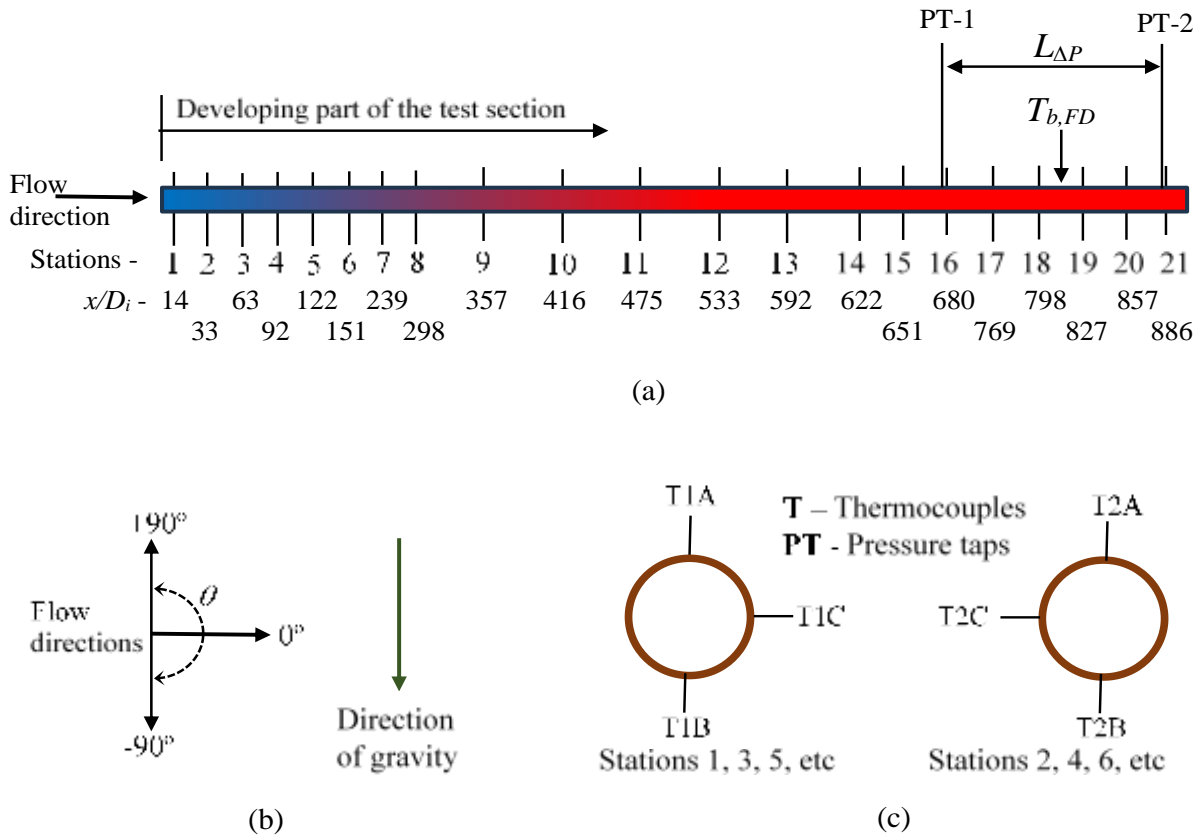 PT-1
PT-2
LΔP
Developing part of the test section
Tb,FD
Flow
direction
Stations - 1 2 3 4 5 6 7 8 9 10 11 12 13 14 15 16 17 18 19 20 21
x/Di - 14 63 122 239 357 416 475 533 592 622 680 798 857
33 92 151 298 651 769 827 886
(a)
+90°
θ
Flow
directions
0°
-90°
Direction
of gravity
(b)
T1A
T – Thermocouples
PT - Pressure taps
T2A
T1C
T2C
T1B
T2B
Stations 1, 3, 5, etc
Stations 2, 4, 6, etc
(c)